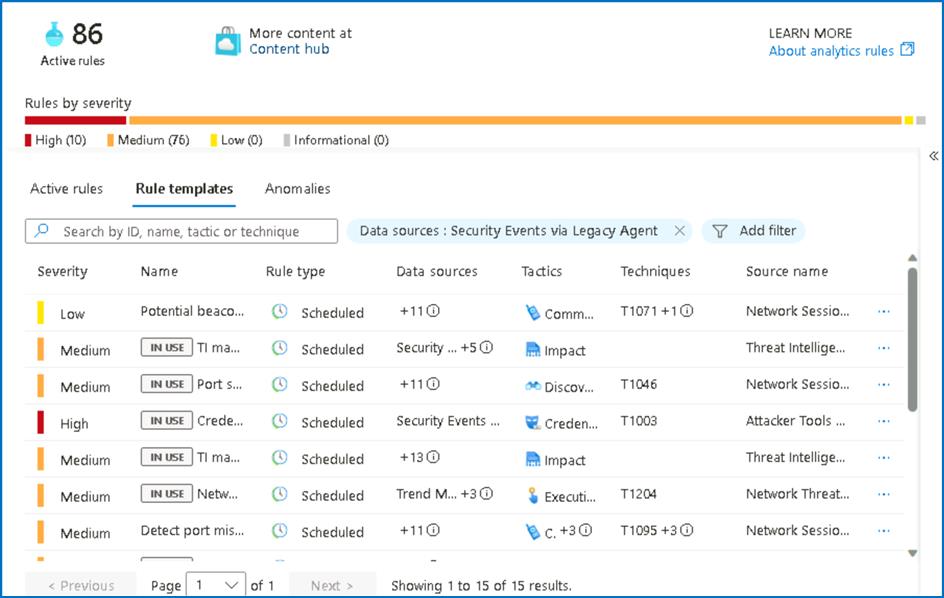 86
Active rules
More content at
Content hub
LEARN MORE
About analytics rules
Rules by severity
High (10) Medium (76) Low (0) Informational (0)
Active rules Rule templates Anomalies
Search by ID, name, tactic or technique Data sources : Security Events via Legacy Agent Add filter
Severity Name Rule type Data sources Tactics Techniques Source name
Low Potential beaco... Scheduled +11 Comm... T1071 +1 Network Sessio...
Medium IN USE TI ma... Scheduled Security ... +5 Impact Threat Intellige...
Medium IN USE Port s... Scheduled +11 Discov... T1046 Network Sessio...
High IN USE Crede... Scheduled Security Events ... Creden... T1003 Attacker Tools ...
Medium IN USE TI ma... Scheduled +13 Impact Threat Intellige...
Medium IN USE Netw... Scheduled Trend M... +3 Executi... T1204 Network Threat...
Medium Detect port mis... Scheduled +11 C. +3 T1095 +3 Network Sessio...
< Previous Page 1 of 1 Next > Showing 1 to 15 of 15 results.